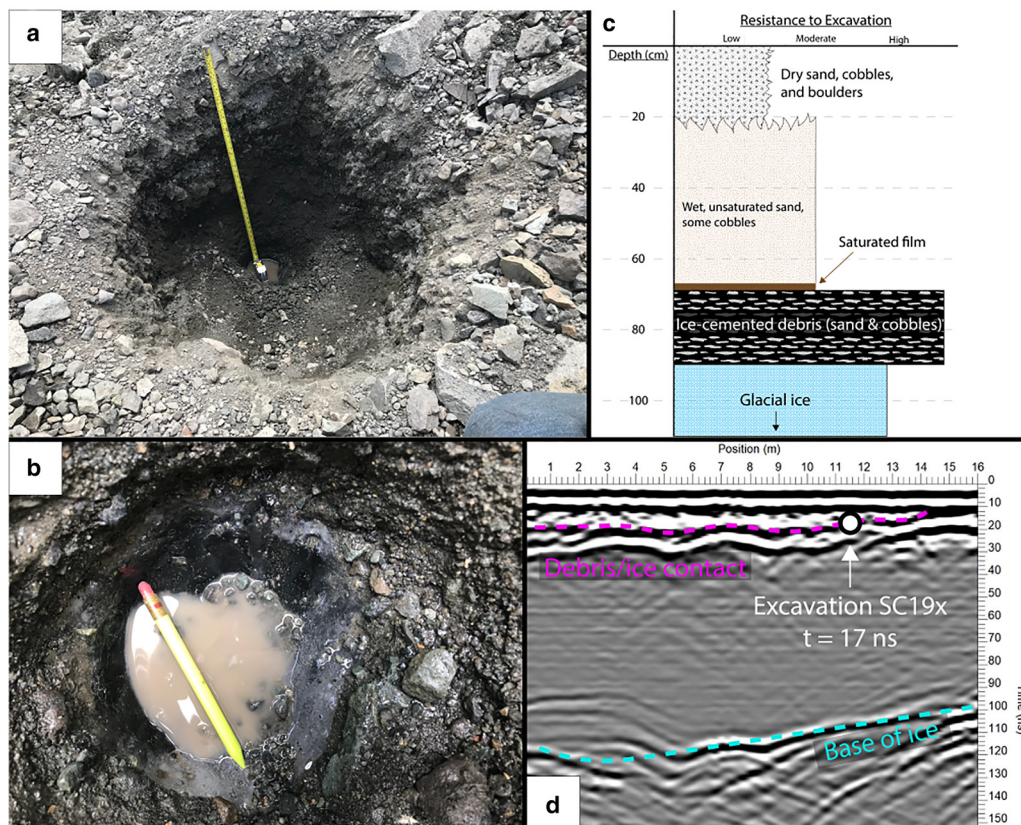 a
c
Resistance to Excavation
Low Moderate High
Depth (cm)
Dry sand, cobbles,
and boulders
20
40
Wet, unsaturated sand,
some cobbles
Saturated film
60
Ice-cemented debris (sand & cobbles)
80
Glacial ice
100
b
Position (m)
1 2 3 4 5 6 7 8 9 10 11 12 13 14 15 16
0
10
20
30
40
50
60
70
80
90
100
110
120
130
140
150
Time (ns)
Debris/ice contact
Excavation SC19x
t = 17 ns
Base of ice
d